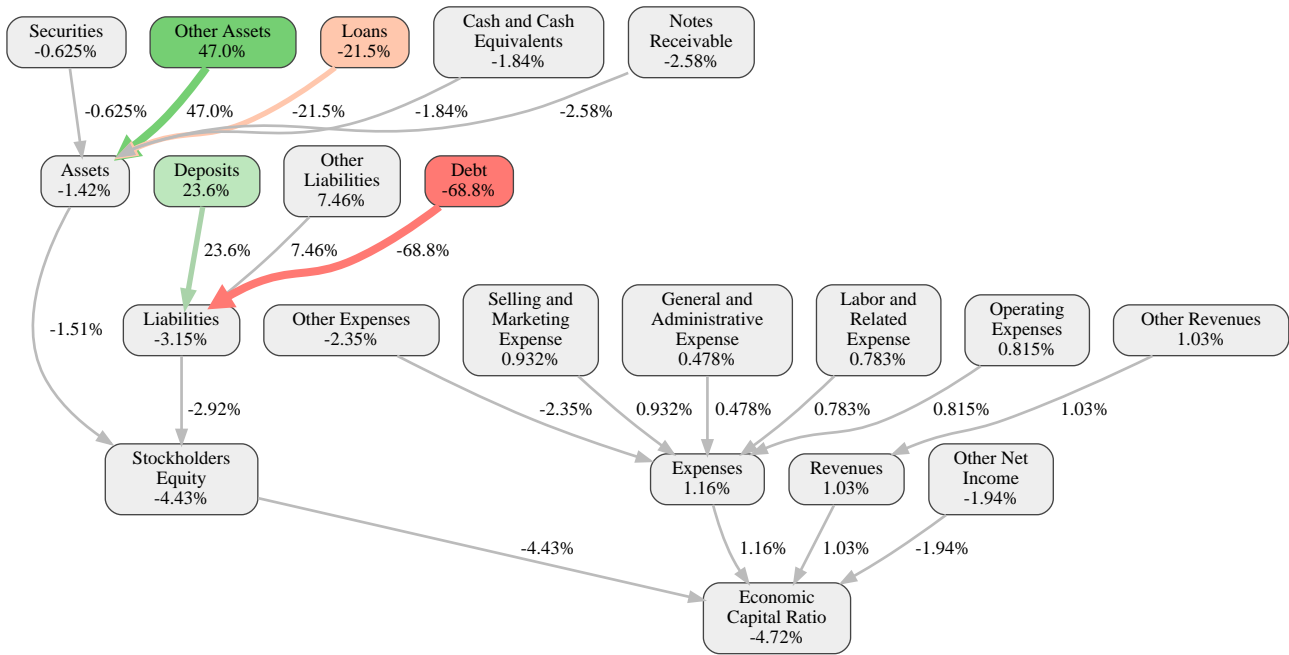 Securities
-0.625%
Other Assets
47.0%
Loans
-21.5%
Cash and Cash
Equivalents
-1.84%
Notes
Receivable
-2.58%
-0.625%
47.0%
-21.5%
-1.84%
-2.58%
Assets
-1.42%
Deposits
23.6%
Other
Liabilities
7.46%
Debt
-68.8%
23.6%
7.46%
-68.8%
-1.51%
Liabilities
-3.15%
Other Expenses
-2.35%
Selling and
Marketing
Expense
0.932%
General and
Administrative
Expense
0.478%
Labor and
Related
Expense
0.783%
Operating
Expenses
0.815%
Other Revenues
1.03%
-2.92%
-2.35%
0.932%
0.478%
0.783%
0.815%
1.03%
Stockholders
Equity
-4.43%
Expenses
1.16%
Revenues
1.03%
Other Net
Income
-1.94%
-4.43%
1.16%
1.03%
-1.94%
Economic
Capital Ratio
-4.72%